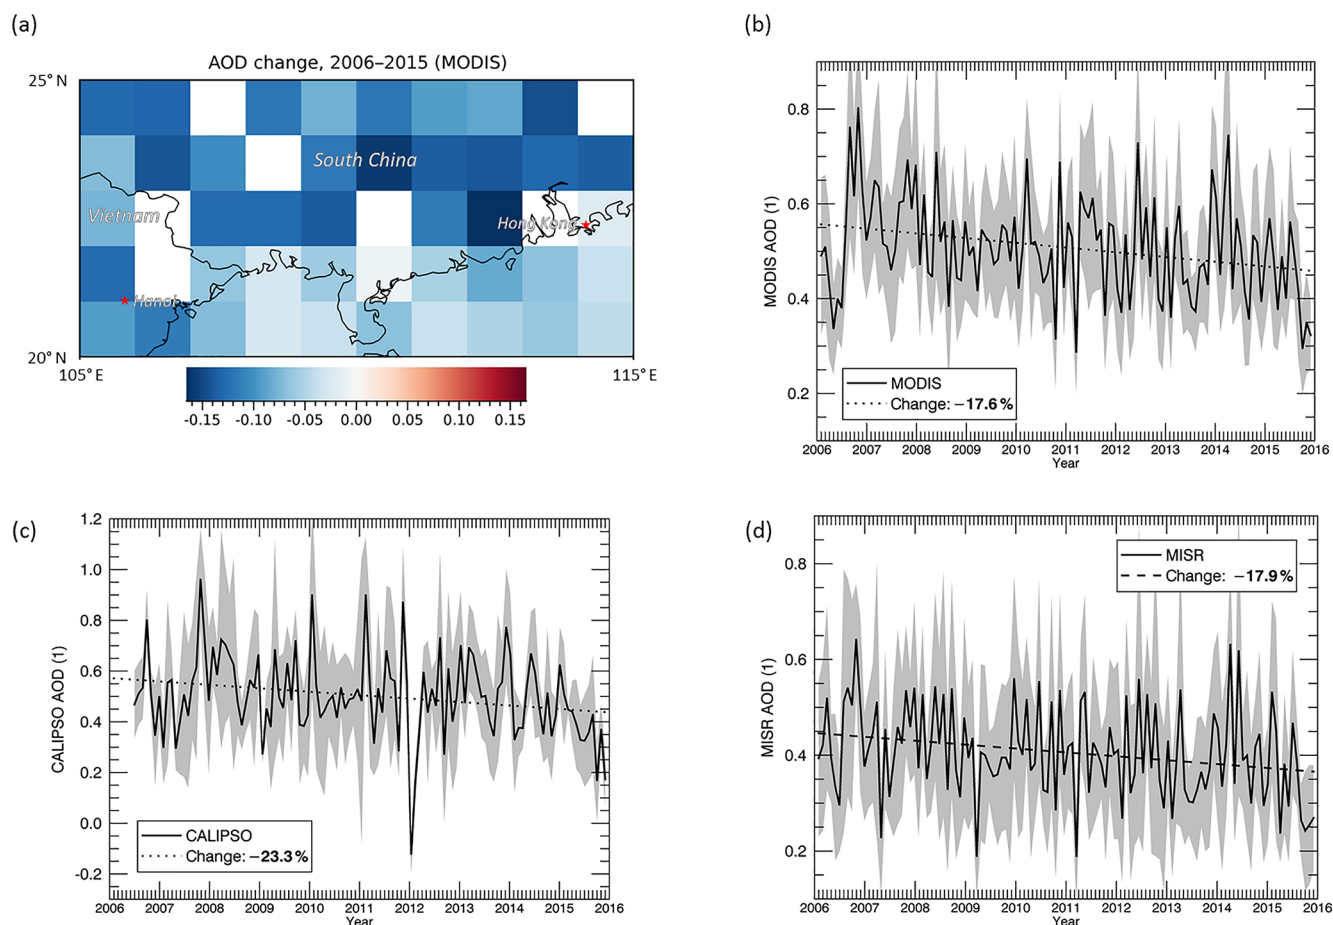 (a)
AOD change, 2006–2015 (MODIS)
25° N
South China
Vietnam
Hong Kong
Hanoi
20° N
105° E
115° E
-0.15 -0.10 -0.05 0.00 0.05 0.10 0.15
(b)
0.8
0.6
0.4
0.2
MODIS AOD (1)
MODIS
Change: −17.6 %
2006 2007 2008 2009 2010 2011 2012 2013 2014 2015 2016
Year
(c)
1.2
1.0
0.8
0.6
0.4
0.2
0.0
-0.2
CALIPSO AOD (1)
CALIPSO
Change: −23.3 %
2006 2007 2008 2009 2010 2011 2012 2013 2014 2015 2016
Year
(d)
0.8
0.6
0.4
0.2
MISR AOD (1)
MISR
Change: −17.9 %
2006 2007 2008 2009 2010 2011 2012 2013 2014 2015 2016
Year